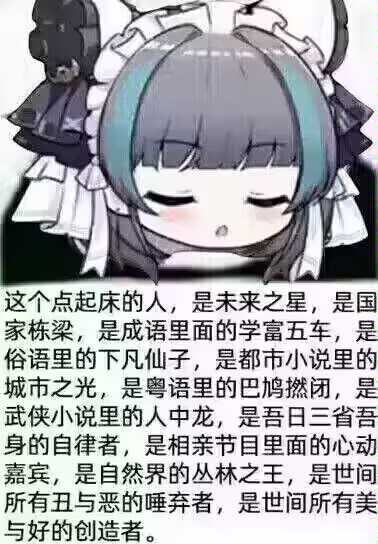 这个点起床的人，是未来之星，是国
家栋梁，是成语里面的学富五车，是
俗语里的下凡仙子，是都市小说里的
城市之光，是粤语里的巴鸠撚闭，是
武侠小说里的人中龙，是吾日三省吾
身的自律者，是相亲节目里面的心动
嘉宾，是自然界的丛林之王，是世间
所有丑与恶的唾弃者，是世间所有美
与好的创造者。